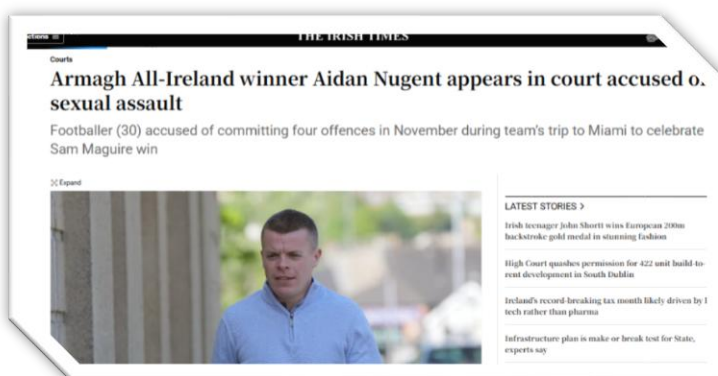 THE IRISH TIMES
Courts
Armagh All-Ireland winner Aidan Nugent appears in court accused
sexual assault
Footballer (30) accused of committing four offences in November during team's trip to Miami to celebrate
Sam Maguire win
Expand
LATEST STORIES >
Irish teenager John Shortt wins European 200m
backstroke gold medal in stunning fashion
High Court quashes permission for 422 unit build-to-
rent development in South Dublin
Ireland's record-breaking tax month likely driven by
tech rather than pharma
Infrastructure plan is make or break test for State,
experts say